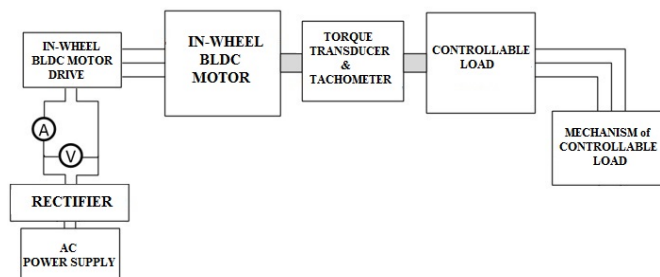 IN-WHEEL
BLDC MOTOR
DRIVE
IN-WHEEL
BLDC
MOTOR
TORQUE
TRANSDUCER
&
TACHOMETER
CONTROLLABLE
LOAD
A
V
MECHANISM of
CONTROLLABLE
LOAD
RECTIFIER
AC
POWER SUPPLY